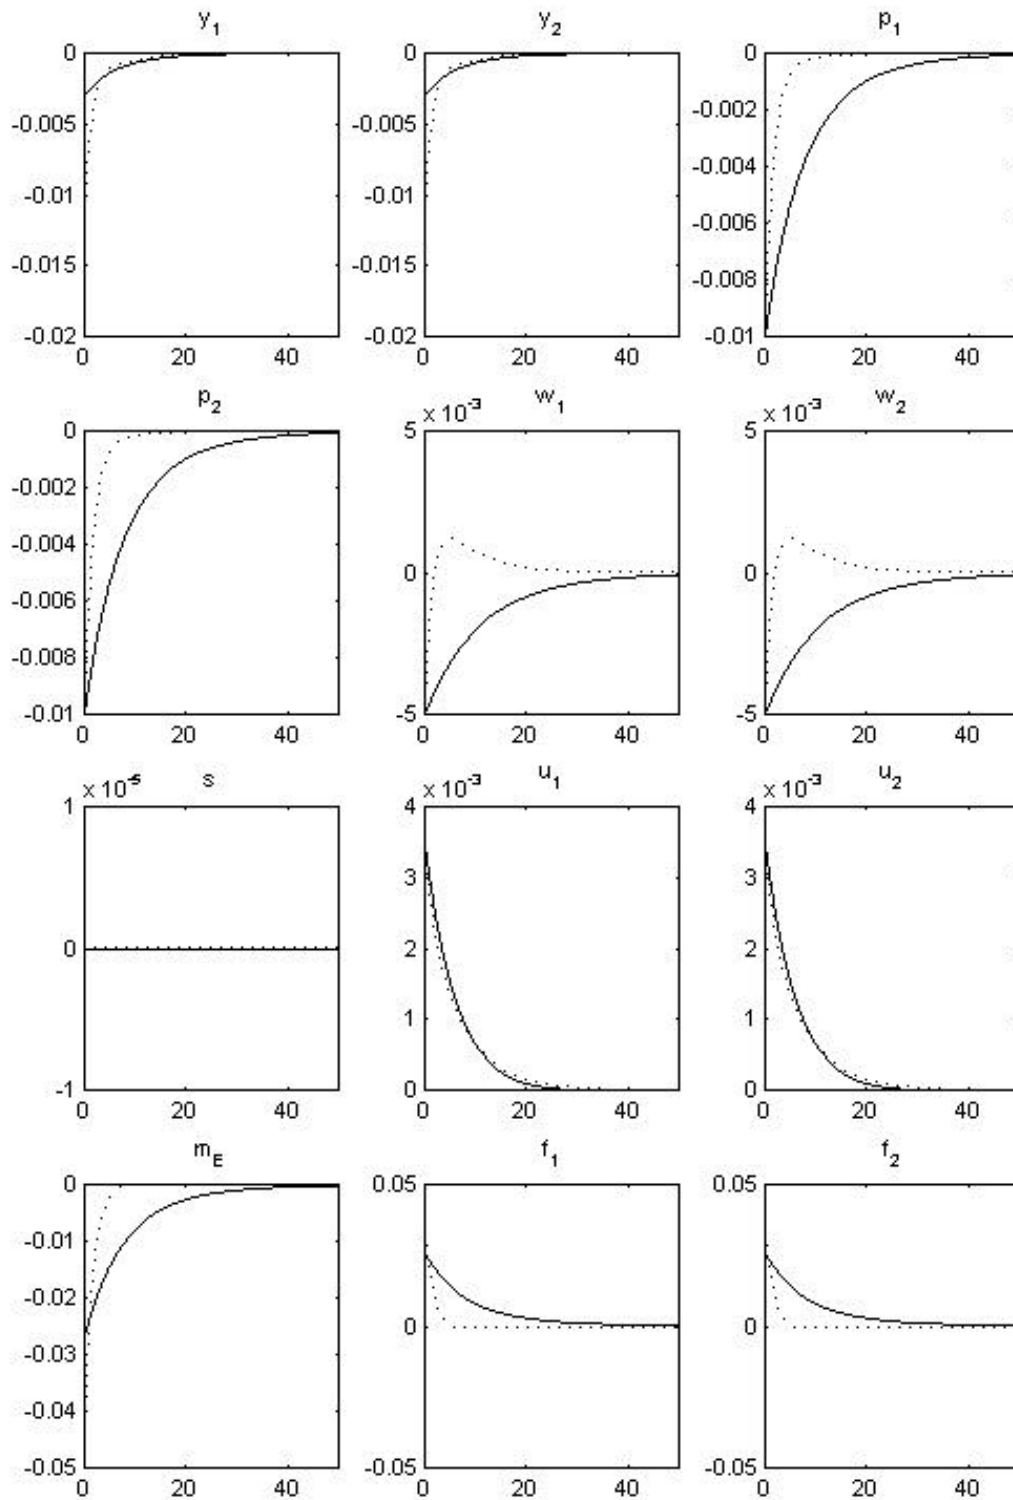 y₁ y₂ p₁
0 0 0
-0.005 -0.005 -0.002
-0.01 -0.01 -0.004
-0.015 -0.015 -0.006
-0.02 -0.02 -0.008
-0.01
0 20 40 0 20 40 0 20 40
p₂ w₁ w₂
0 5 × 10⁻³ 5 × 10⁻³
-0.002
-0.004
-0.006 0 0
-0.008
-0.01 -5 -5
0 20 40 0 20 40 0 20 40
s u₁ u₂
1 × 10⁻⁵ 4 × 10⁻³ 4 × 10⁻³
3 3
0 2 2
1 1
-1 0 0
0 20 40 0 20 40 0 20 40
m_E f₁ f₂
0 0.05 0.05
-0.01
-0.02
-0.03 0 0
-0.04
-0.05 -0.05 -0.05
0 20 40 0 20 40 0 20 40